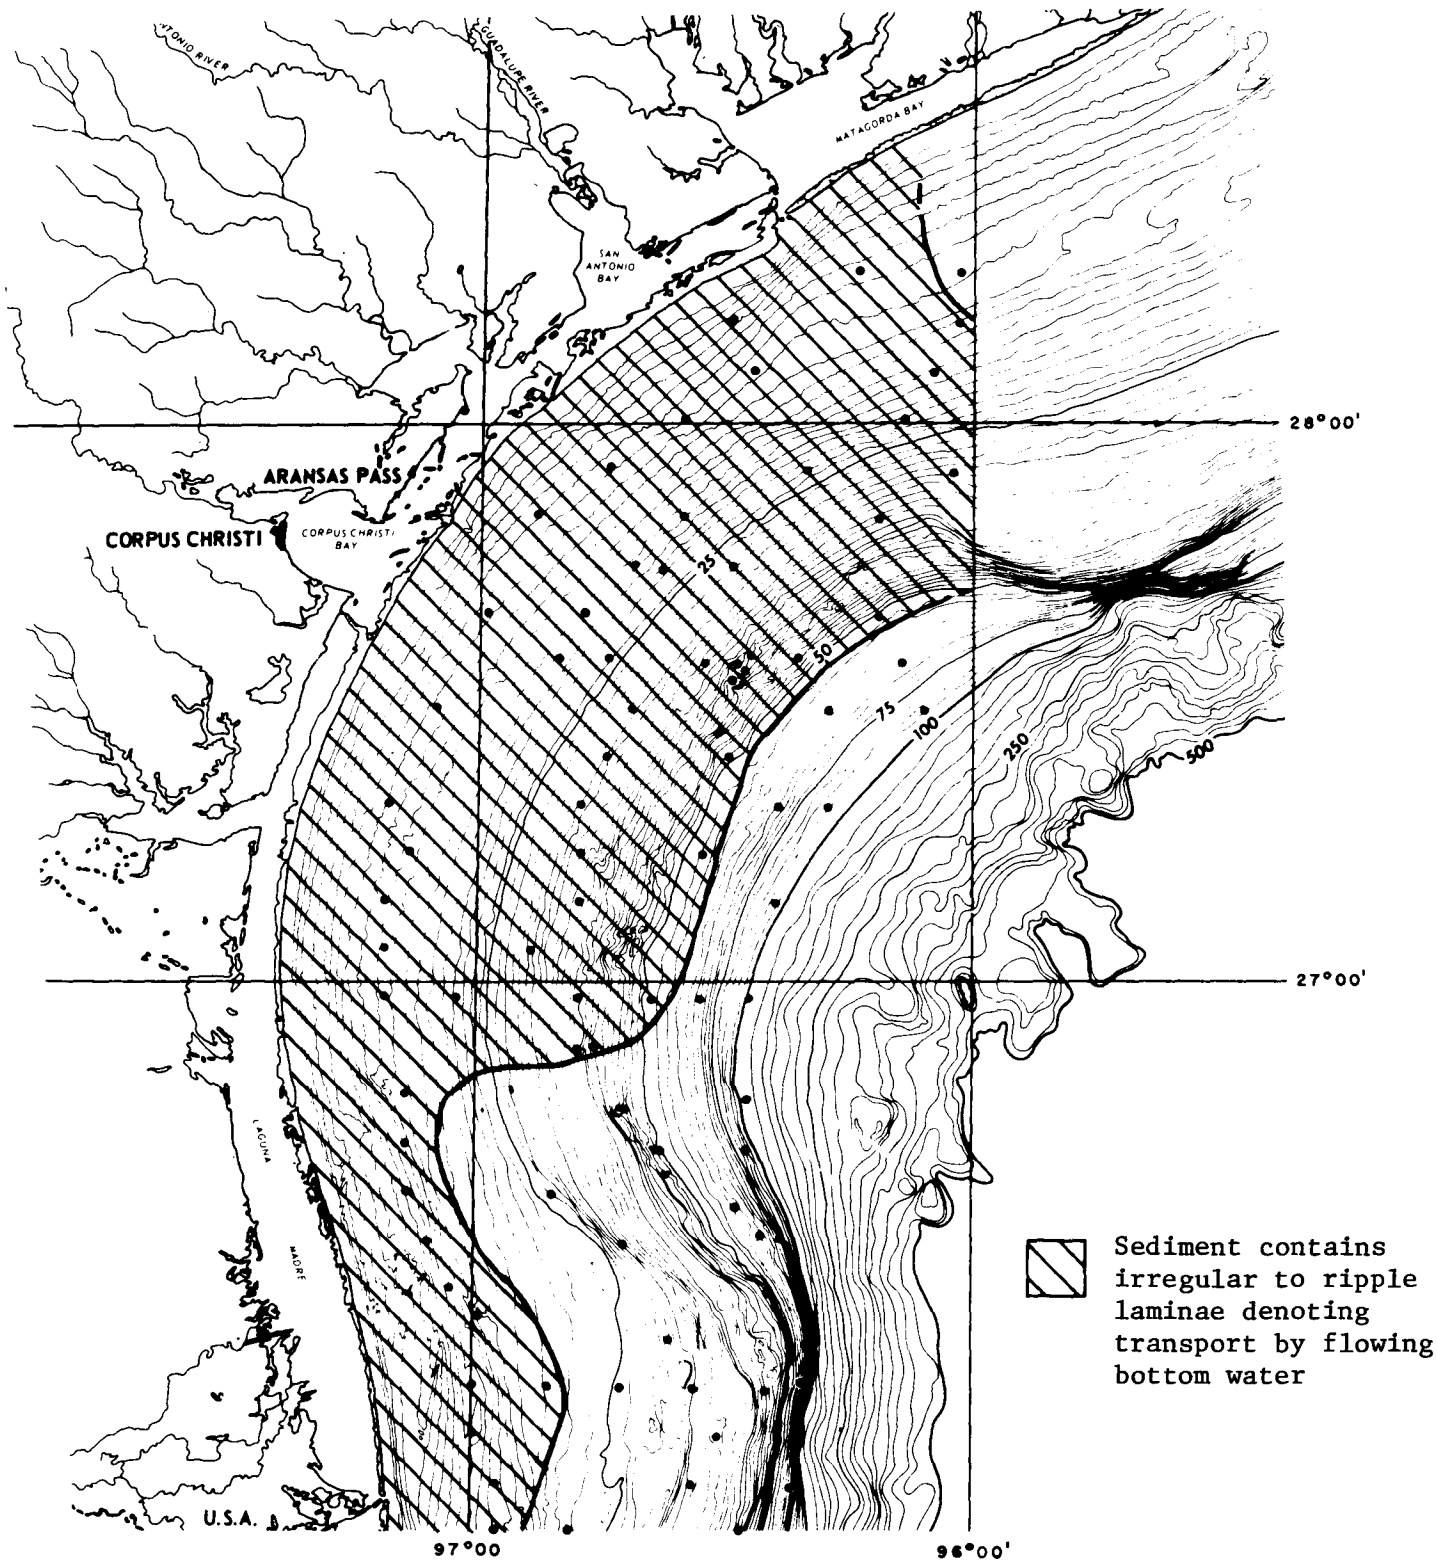 NTONIO RIVER
GUADALUPE RIVER
MATAGORDA BAY
SAN
ANTONIO
BAY
28°00'
ARANSAS PASS
CORPUS CHRISTI
CORPUS CHRISTI
BAY
25
50
75
100
250
500
27°00'
LAGUNA
MADRE
Sediment contains
irregular to ripple
laminae denoting
transport by flowing
bottom water
U.S.A.
97°00
96°00'